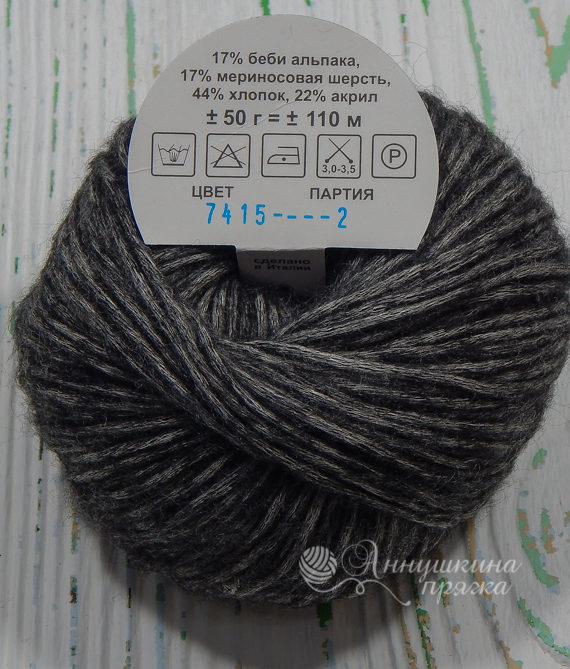 17% беби альпака,
17% мериносовая шерсть,
44% хлопок, 22% акрил
± 50 г = ± 110 м
3,0-3,5
P
ЦВЕТ ПАРТИЯ
7415----2
сделано
в Италии
Аннушкина
пряжка